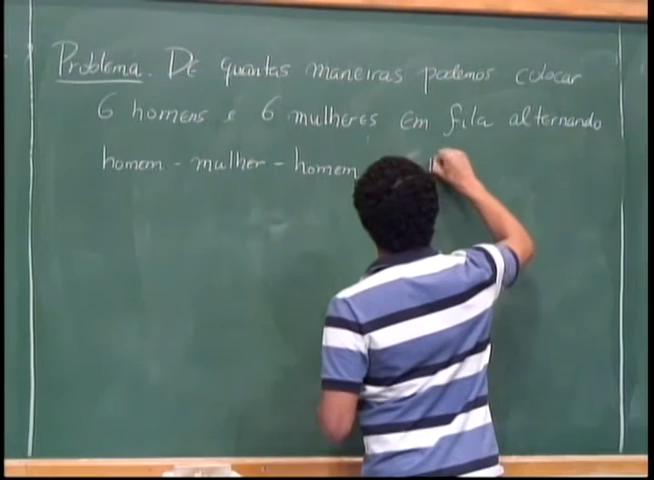 Problema. De quantas maneiras podemos colocar
6 homens e 6 mulheres em fila alternando
homem - mulher - homem